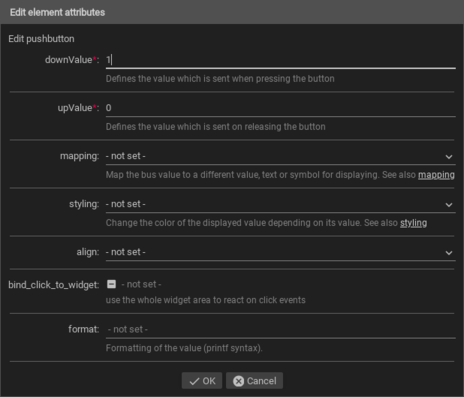 Edit element attributes
Edit pushbutton
downValue*: 1
Defines the value which is sent when pressing the button
upValue*: 0
Defines the value which is sent on releasing the button
mapping: - not set -
Map the bus value to a different value, text or symbol for displaying. See also mapping
styling: - not set -
Change the color of the displayed value depending on its value. See also styling
align: - not set -
bind_click_to_widget: - not set -
use the whole widget area to react on click events
format: - not set -
Formatting of the value (printf syntax).
OK Cancel